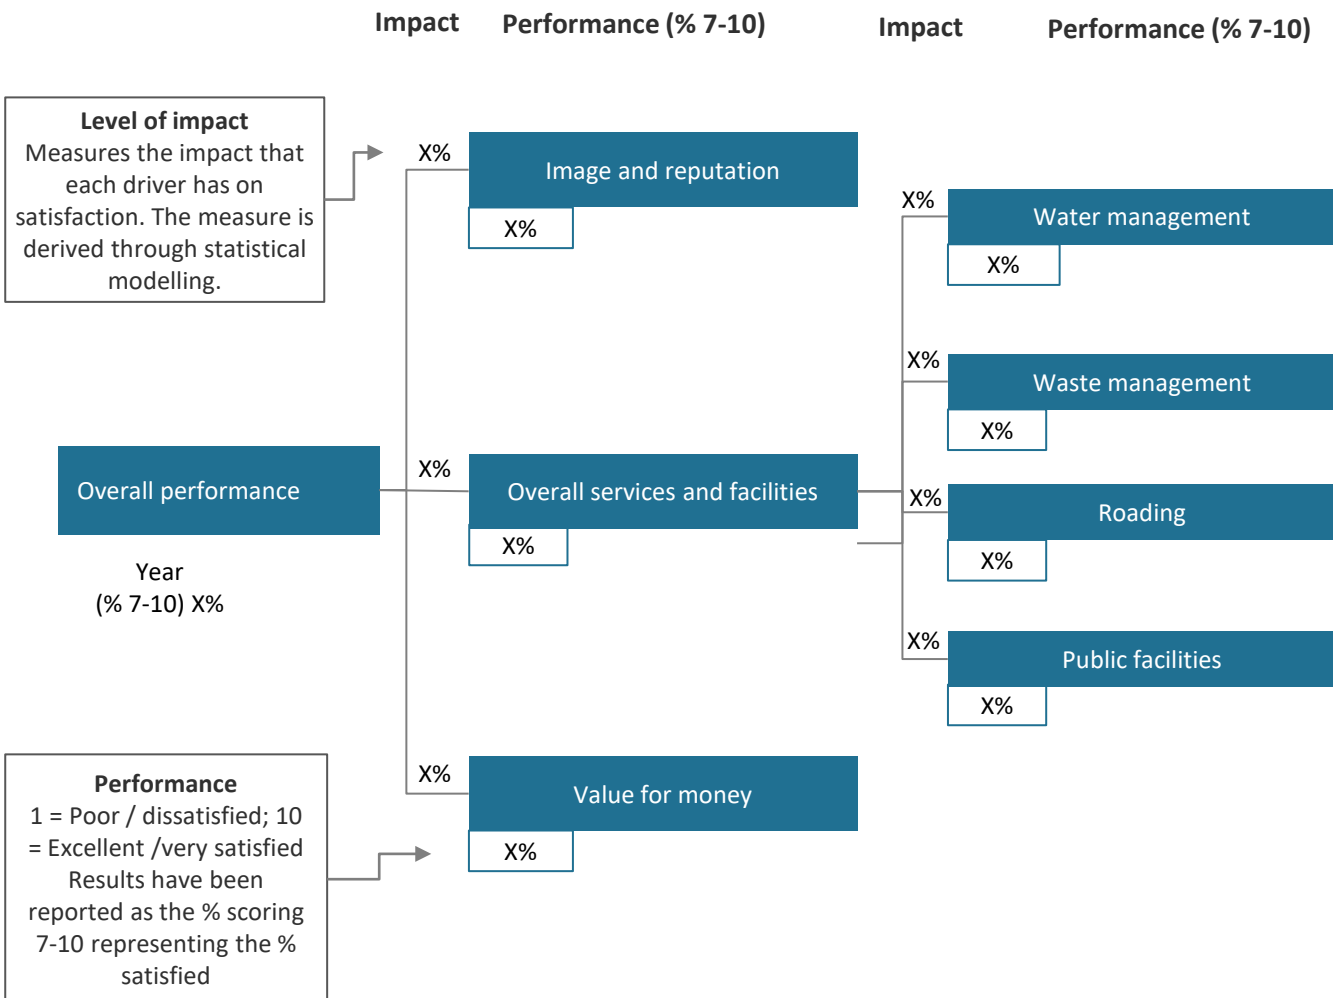 Impact
Performance (% 7-10)
Impact
Performance (% 7-10)
Level of impact
Measures the impact that
each driver has on
satisfaction. The measure is
derived through statistical
modelling.
X%
Image and reputation
X%
X%
Water management
X%
X%
Waste management
X%
Overall performance
Year
(% 7-10) X%
X%
Overall services and facilities
X%
X%
Roading
X%
X%
Public facilities
X%
Performance
1 = Poor / dissatisfied; 10
= Excellent /very satisfied
Results have been
reported as the % scoring
7-10 representing the %
satisfied
X%
Value for money
X%